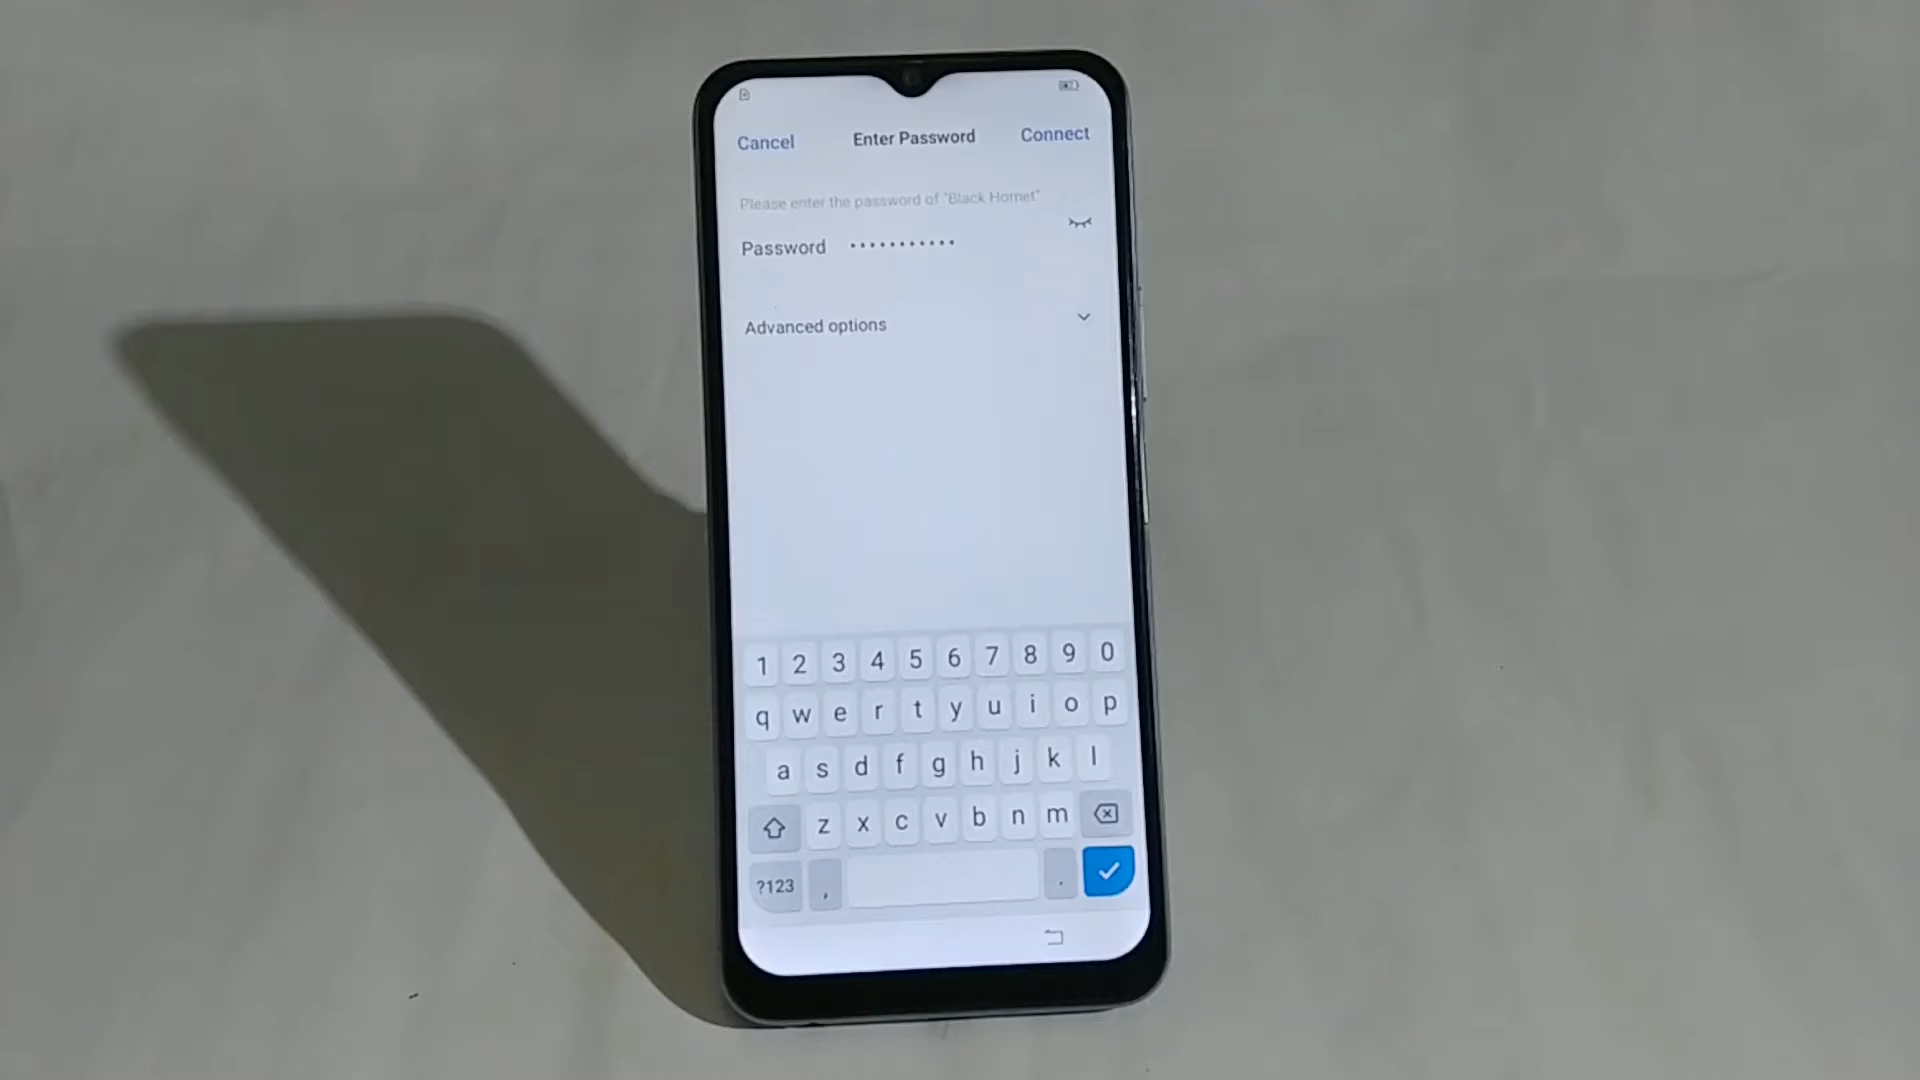 Cancel Enter Password Connect
Please enter the password of "Black Hornet"
Password •••••••••••
Advanced options
1 2 3 4 5 6 7 8 9 0
q w e r t y u i o p
a s d f g h j k l
z x c v b n m
?123 , .